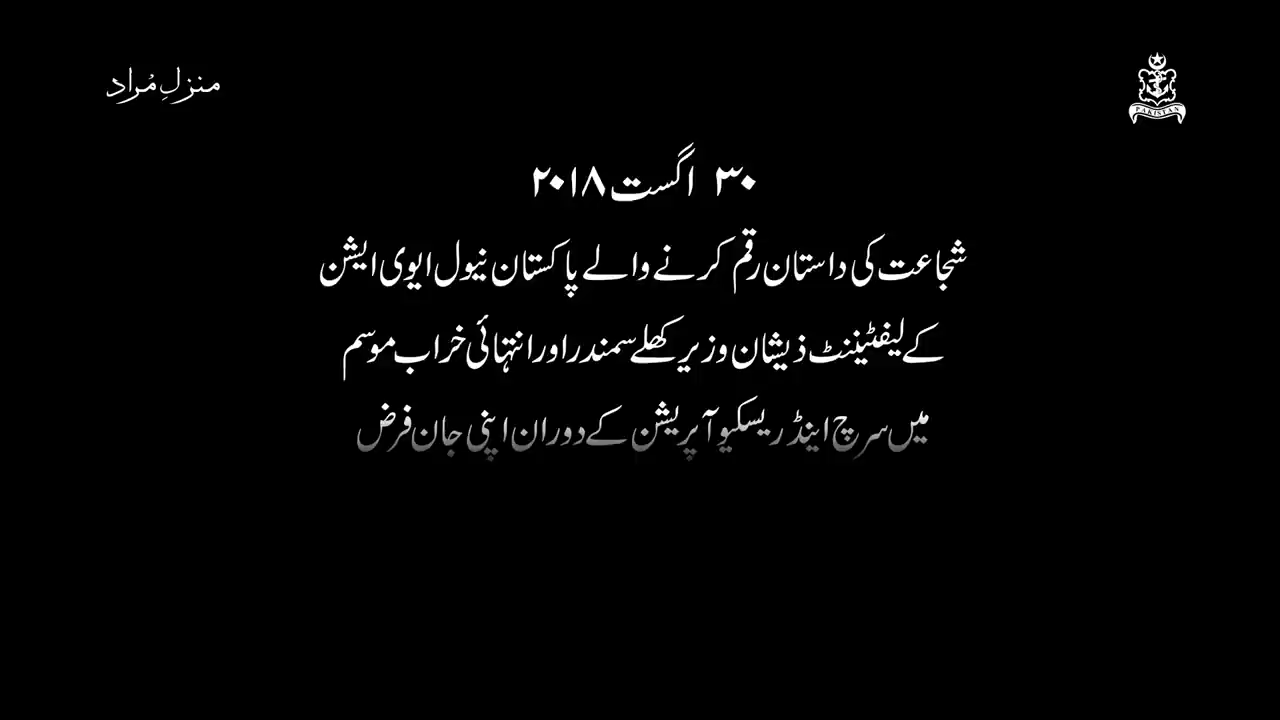 منزلِ مُراد
PAKISTAN
۳۰ اگست ۲۰۱۸
شجاعت کی داستان رقم کرنے والے پاکستان نیول ایوی ایشن
کے لیفٹیننٹ ذیشان وزیر کھلے سمندر اور انتہائی خراب موسم
میں سرچ اینڈ ریسکیو آپریشن کے دوران اپنی جان فرض